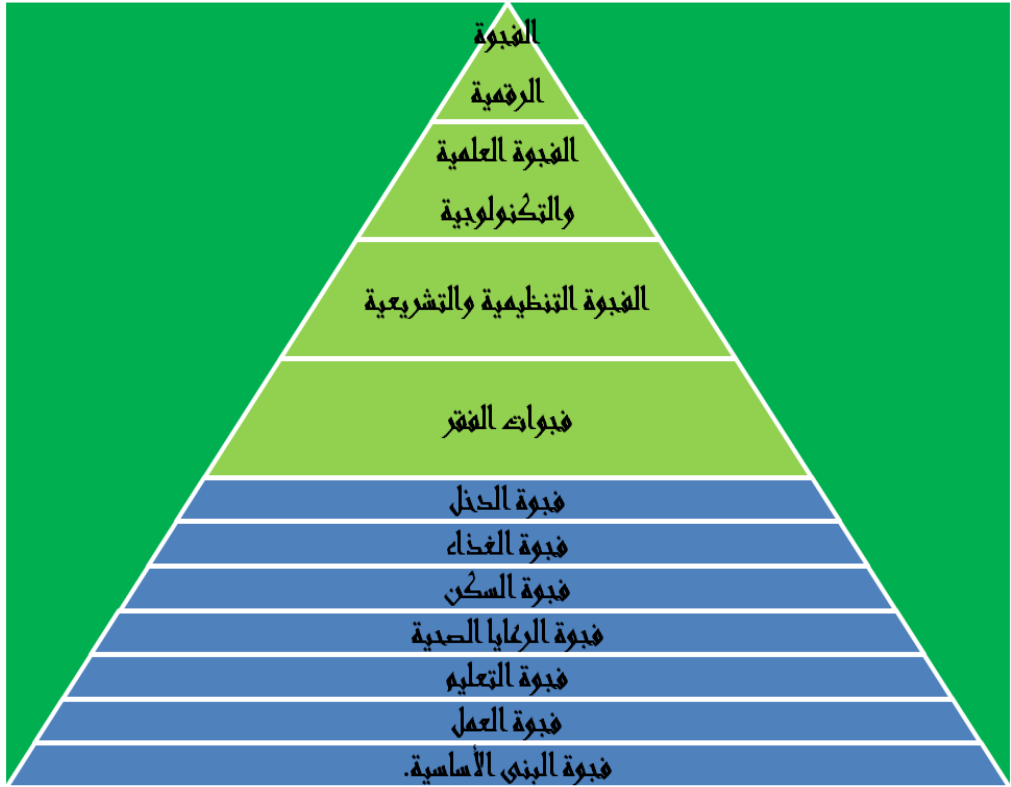 الفجوة
الرقمية
الفجوة العلمية
والتكنولوجية
الفجوة التنظيمية والتشريعية
فجوات الفقر
فجوة الدخل
فجوة الغذاء
فجوة السكن
فجوة الرعايا الصحية
فجوة التعليم
فجوة العمل
فجوة البنى الأساسية.